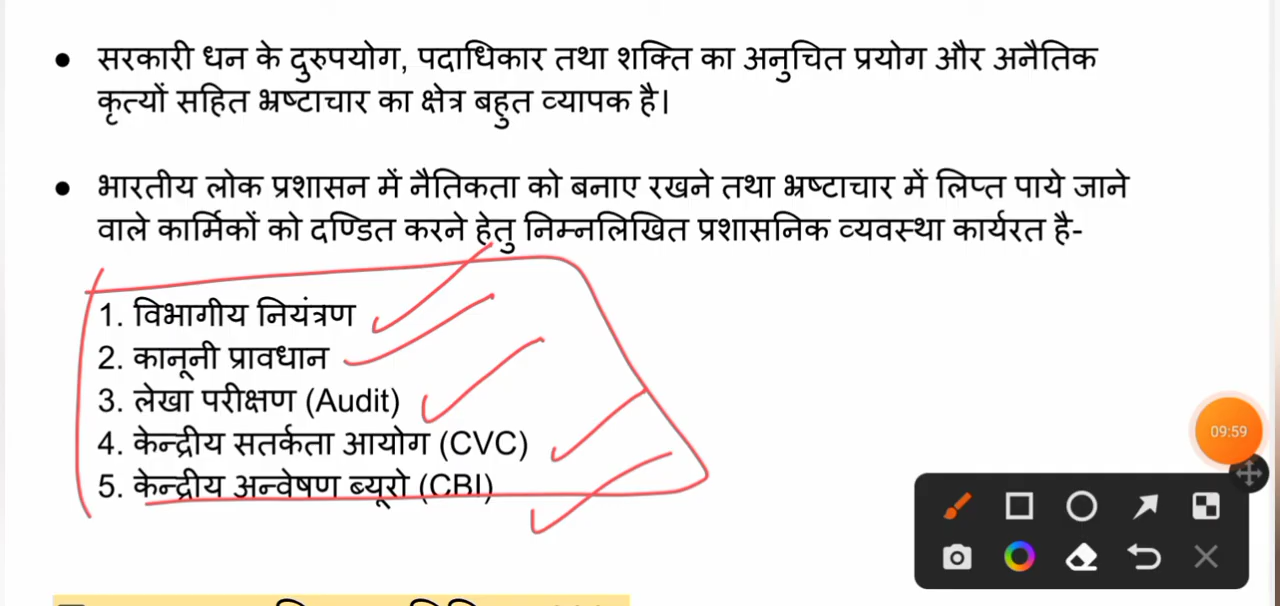 ● सरकारी धन के दुरुपयोग, पदाधिकार तथा शक्ति का अनुचित प्रयोग और अनैतिक
कृत्यों सहित भ्रष्टाचार का क्षेत्र बहुत व्यापक है।
● भारतीय लोक प्रशासन में नैतिकता को बनाए रखने तथा भ्रष्टाचार में लिप्त पाये जाने
वाले कार्मिकों को दण्डित करने हेतु निम्नलिखित प्रशासनिक व्यवस्था कार्यरत है-
1. विभागीय नियंत्रण
2. कानूनी प्रावधान
3. लेखा परीक्षण (Audit)
4. केन्द्रीय सतर्कता आयोग (CVC)
5. केन्द्रीय अन्वेषण ब्यूरो (CBI)
09:59